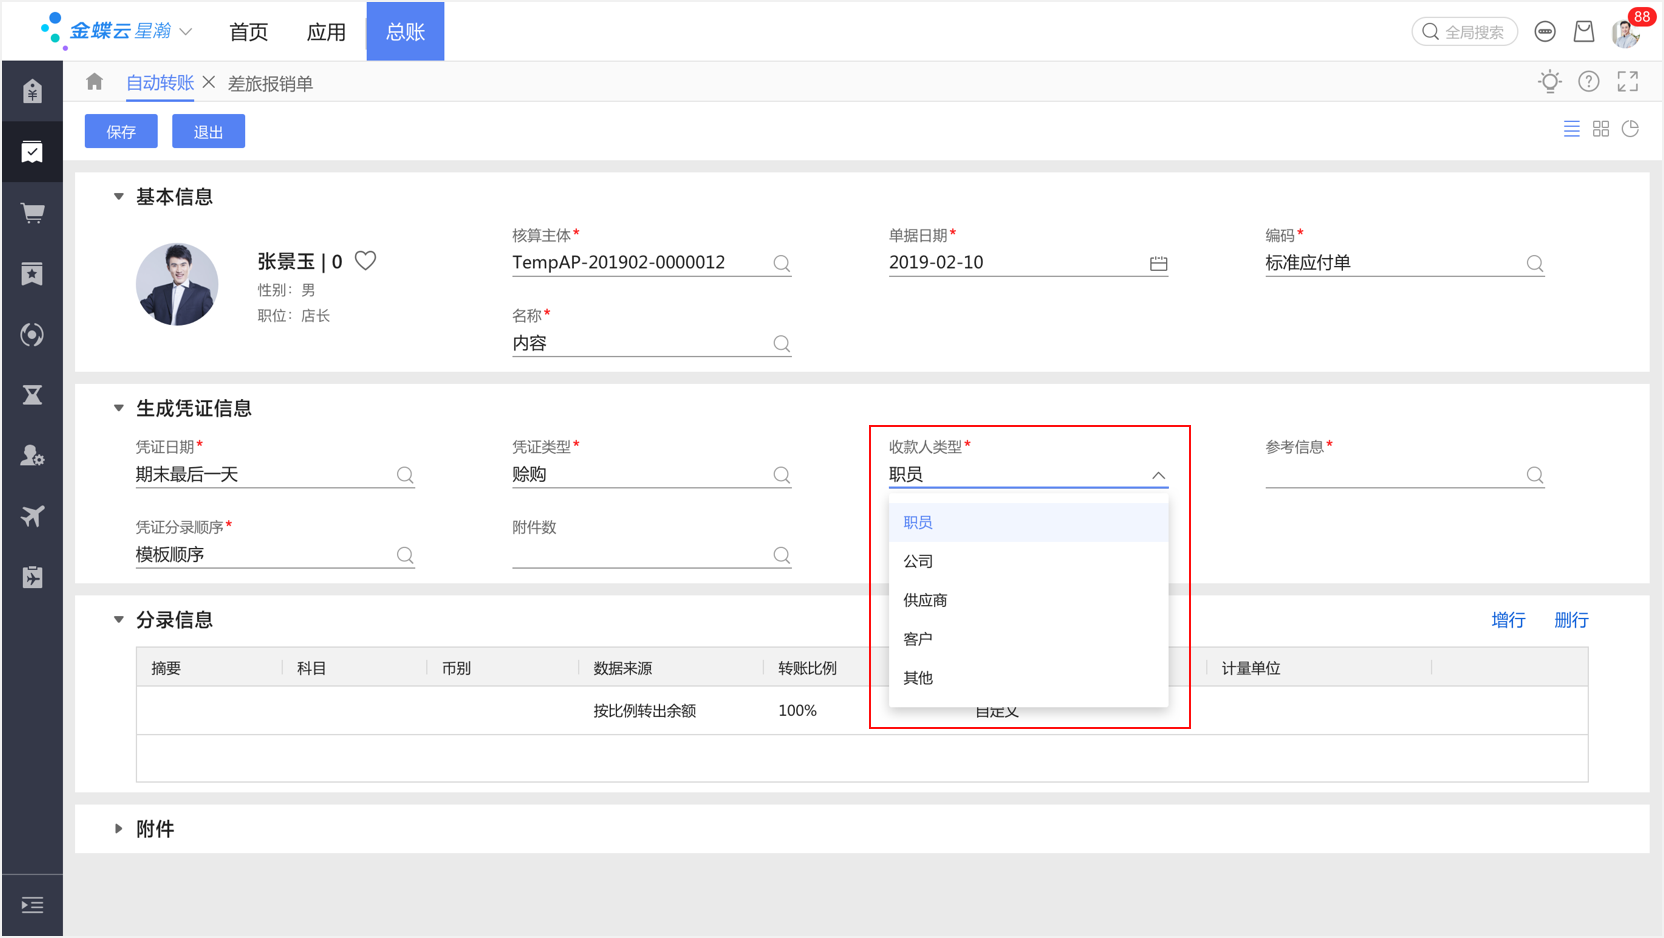 金蝶云 星瀚 首页 应用 总账 全局搜索 88
自动转账 差旅报销单
保存 退出
基本信息
张景玉 | 0
性别：男
职位：店长
核算主体*
TempAP-201902-0000012
单据日期*
2019-02-10
编码*
标准应付单
名称*
内容
生成凭证信息
凭证日期*
期末最后一天
凭证类型*
赊购
收款人类型*
职员
参考信息*
凭证分录顺序*
模板顺序
附件数
职员
公司
供应商
客户
其他
分录信息 增行 删行
摘要 科目 币别 数据来源 转账比例 计量单位
按比例转出余额 100% 自定义
附件